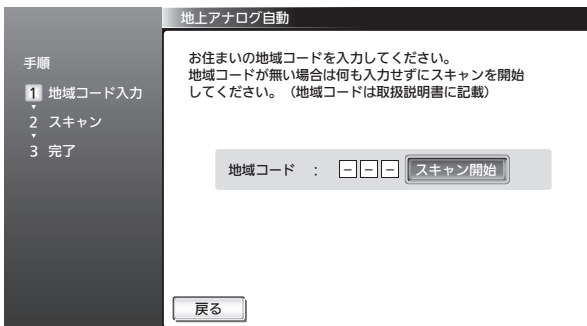 地上アナログ自動
手順
1 地域コード入力
2 スキャン
3 完了
お住まいの地域コードを入力してください。
地域コードが無い場合は何も入力せずにスキャンを開始
してください。（地域コードは取扱説明書に記載）
地域コード : － － － スキャン開始
戻る